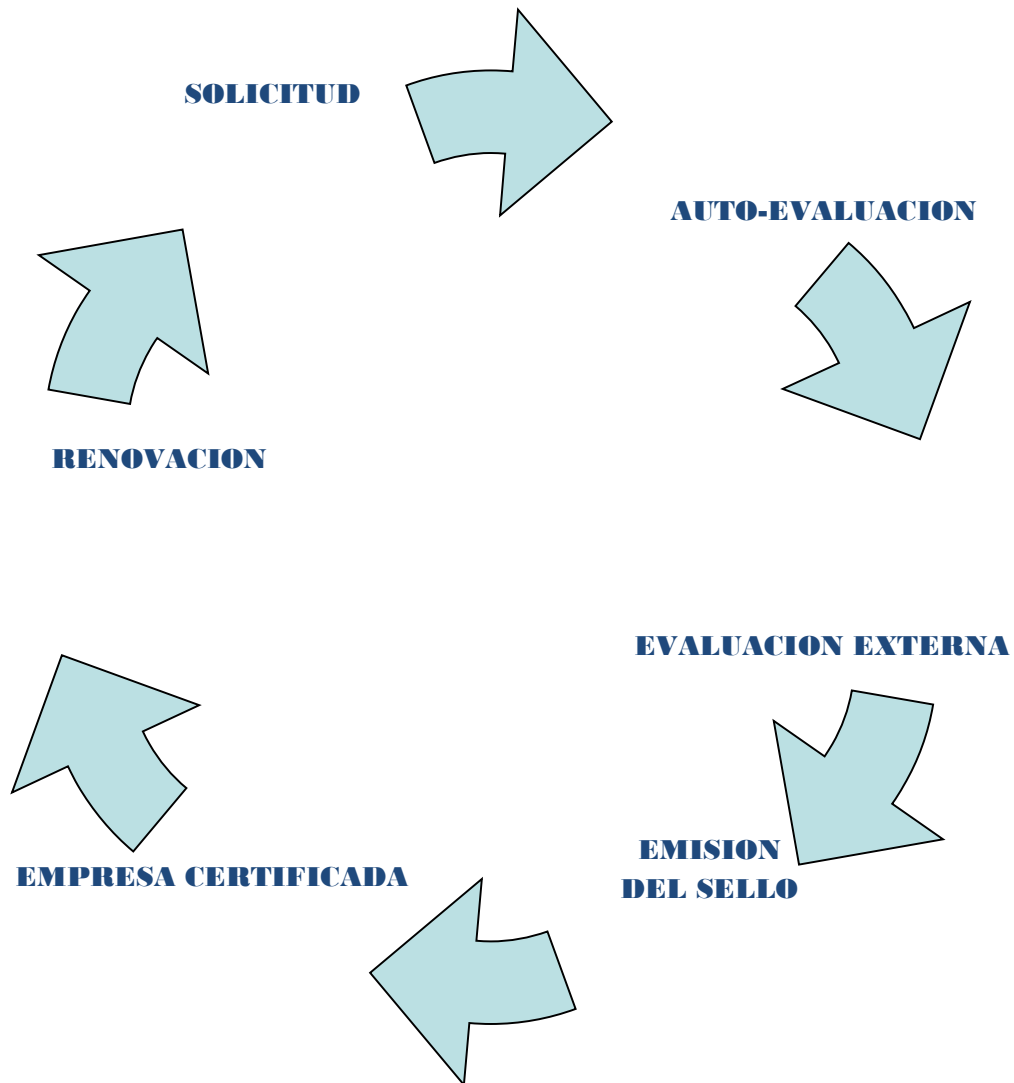 SOLICITUD
AUTO-EVALUACION
RENOVACION
EVALUACION EXTERNA
EMISION
DEL SELLO
EMPRESA CERTIFICADA